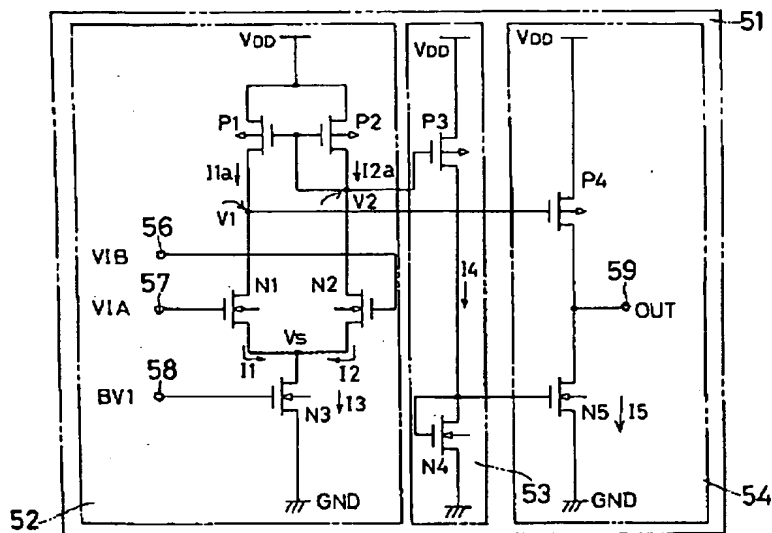 51
VDD
VDD
VDD
P1
P2
P3
I1a
I2a
P4
V1
V2
56
VIB
57
VIA
N1
N2
I4
59
OUT
Vs
58
I1
I2
BV1
N3
I3
N5
I5
N4
53
GND
GND
52
54